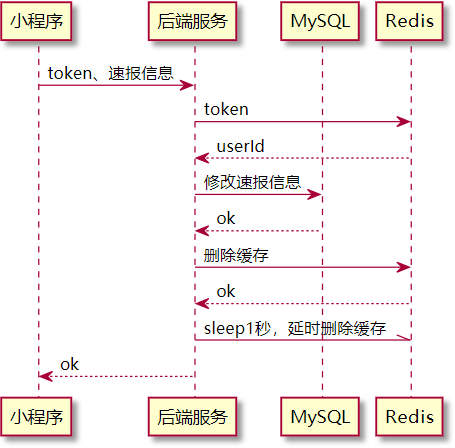 小程序 后端服务 MySQL Redis
token、速报信息
token
userId
修改速报信息
ok
删除缓存
ok
sleep1秒，延时删除缓存
ok
小程序 后端服务 MySQL Redis